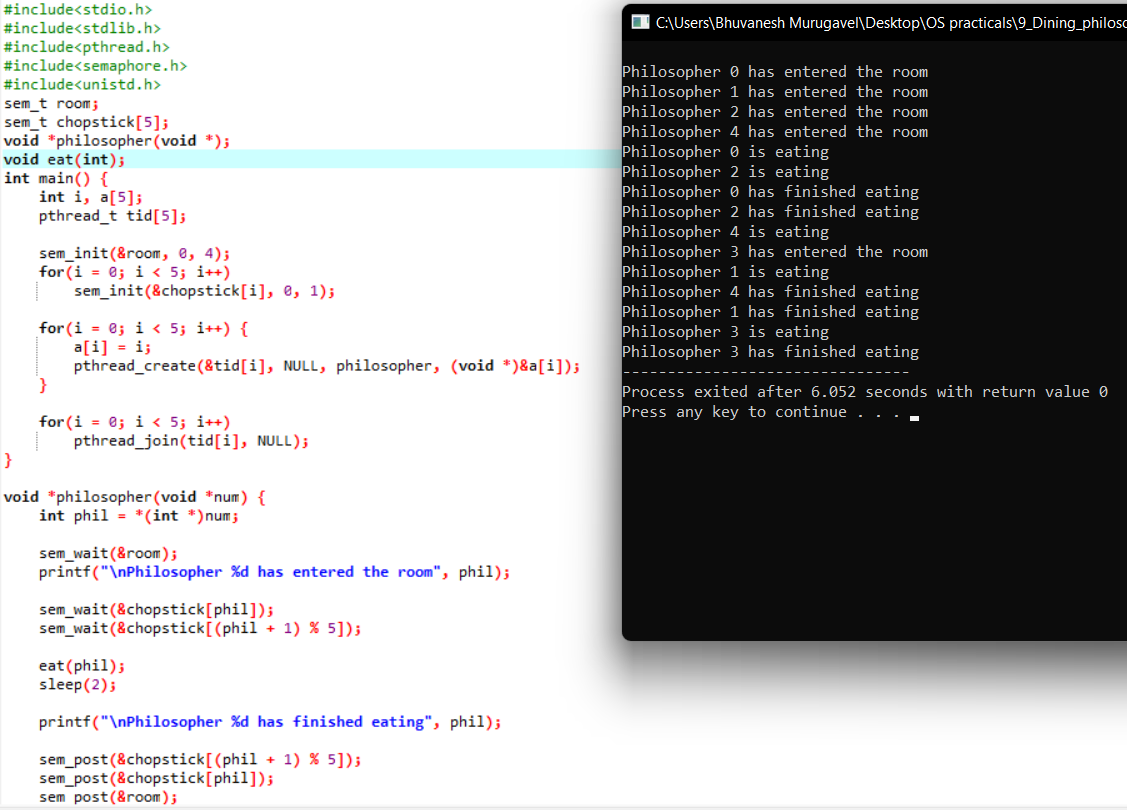 #include<stdio.h>
#include<stdlib.h>
#include<pthread.h>
#include<semaphore.h>
#include<unistd.h>
sem_t room;
sem_t chopstick[5];
void *philosopher(void *);
void eat(int);
int main() {
    int i, a[5];
    pthread_t tid[5];

    sem_init(&room, 0, 4);
    for(i = 0; i < 5; i++)
        sem_init(&chopstick[i], 0, 1);

    for(i = 0; i < 5; i++) {
        a[i] = i;
        pthread_create(&tid[i], NULL, philosopher, (void *)&a[i]);
    }

    for(i = 0; i < 5; i++)
        pthread_join(tid[i], NULL);
}

void *philosopher(void *num) {
    int phil = *(int *)num;

    sem_wait(&room);
    printf("\nPhilosopher %d has entered the room", phil);

    sem_wait(&chopstick[phil]);
    sem_wait(&chopstick[(phil + 1) % 5]);

    eat(phil);
    sleep(2);

    printf("\nPhilosopher %d has finished eating", phil);

    sem_post(&chopstick[(phil + 1) % 5]);
    sem_post(&chopstick[phil]);
    sem_post(&room);
C:\Users\Bhuvanesh Murugavel\Desktop\OS practicals\9_Dining_philoso
Philosopher 0 has entered the room
Philosopher 1 has entered the room
Philosopher 2 has entered the room
Philosopher 4 has entered the room
Philosopher 0 is eating
Philosopher 2 is eating
Philosopher 0 has finished eating
Philosopher 2 has finished eating
Philosopher 4 is eating
Philosopher 3 has entered the room
Philosopher 1 is eating
Philosopher 4 has finished eating
Philosopher 1 has finished eating
Philosopher 3 is eating
Philosopher 3 has finished eating
--------------------------------
Process exited after 6.052 seconds with return value 0
Press any key to continue . . .